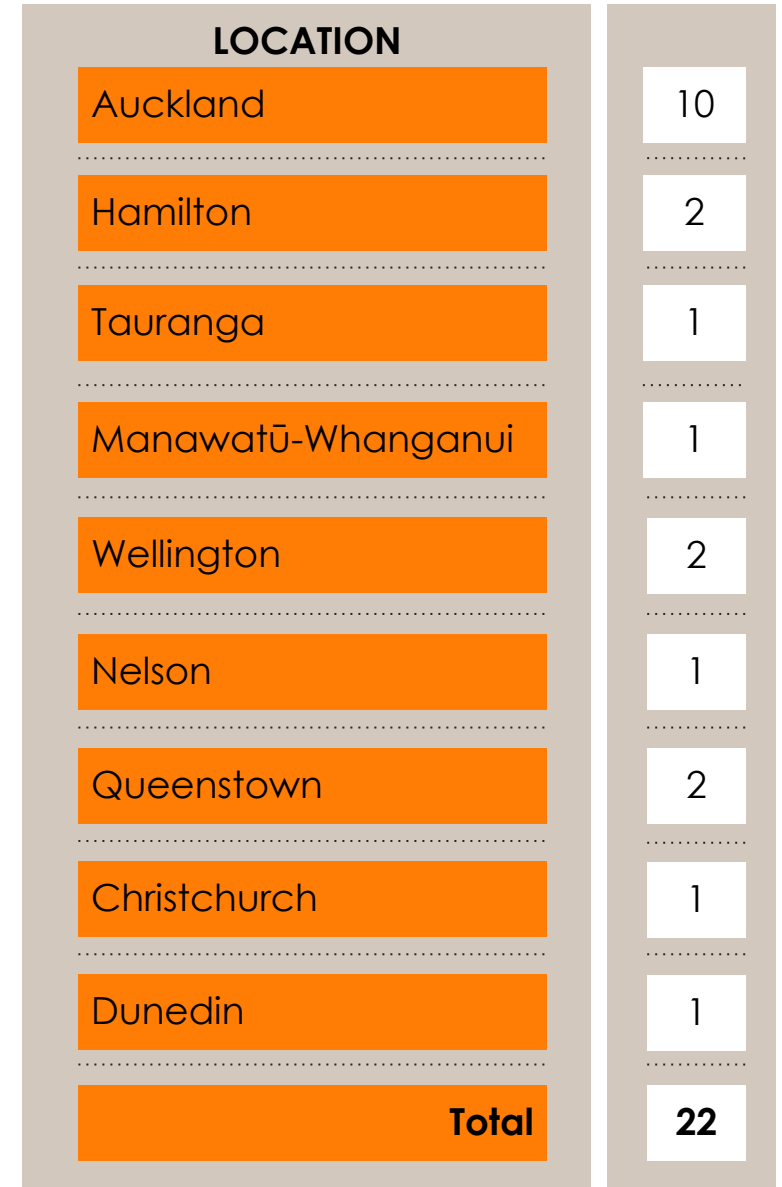 LOCATION
Auckland 10
Hamilton 2
Tauranga 1
Manawatū-Whanganui 1
Wellington 2
Nelson 1
Queenstown 2
Christchurch 1
Dunedin 1
Total 22